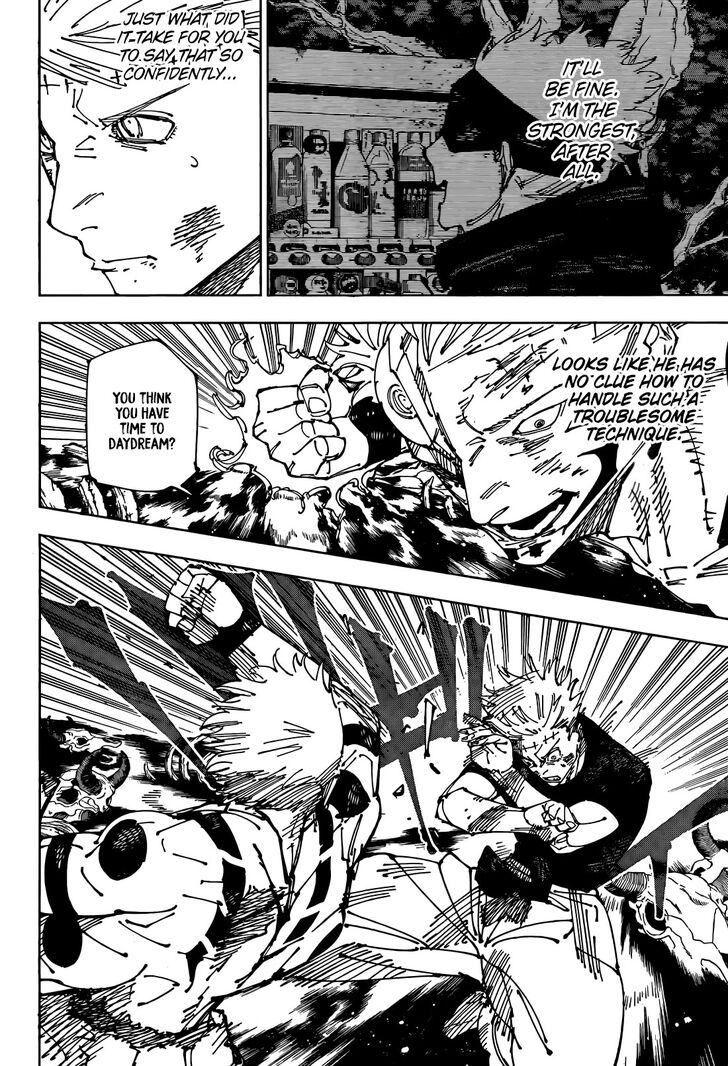 IT'LL
BE FINE.
I'M THE
STRONGEST,
AFTER
ALL.
JUST WHAT DID
IT TAKE FOR YOU
TO SAY THAT SO
CONFIDENTLY...
LOOKS LIKE HE HAS
NO CLUE HOW TO
HANDLE SUCH A
TROUBLESOME
TECHNIQUE.
YOU THINK
YOU HAVE
TIME TO
DAYDREAM?